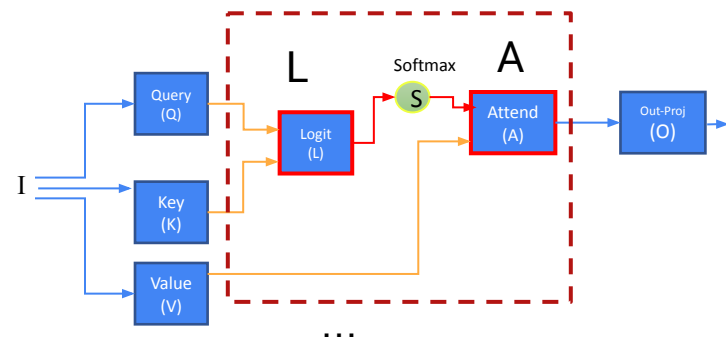 L
A
Softmax
S
Query
(Q)
Logit
(L)
Attend
(A)
Out-Proj
(O)
I
Key
(K)
Value
(V)
...